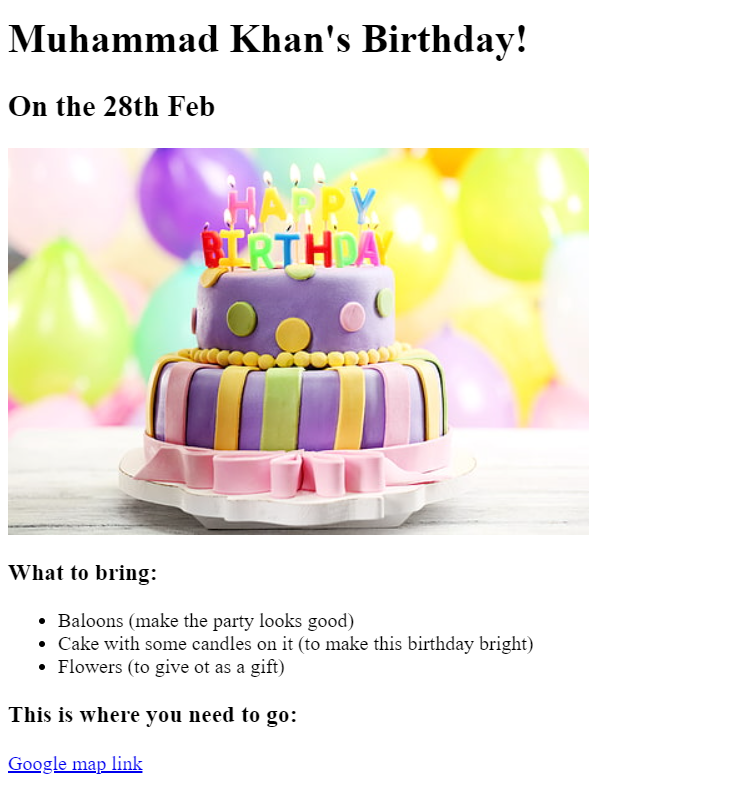 Muhammad Khan's Birthday!
On the 28th Feb
HAPPY
BIRTHDAY
What to bring:
Baloons (make the party looks good)
Cake with some candles on it (to make this birthday bright)
Flowers (to give ot as a gift)
This is where you need to go:
Google map link